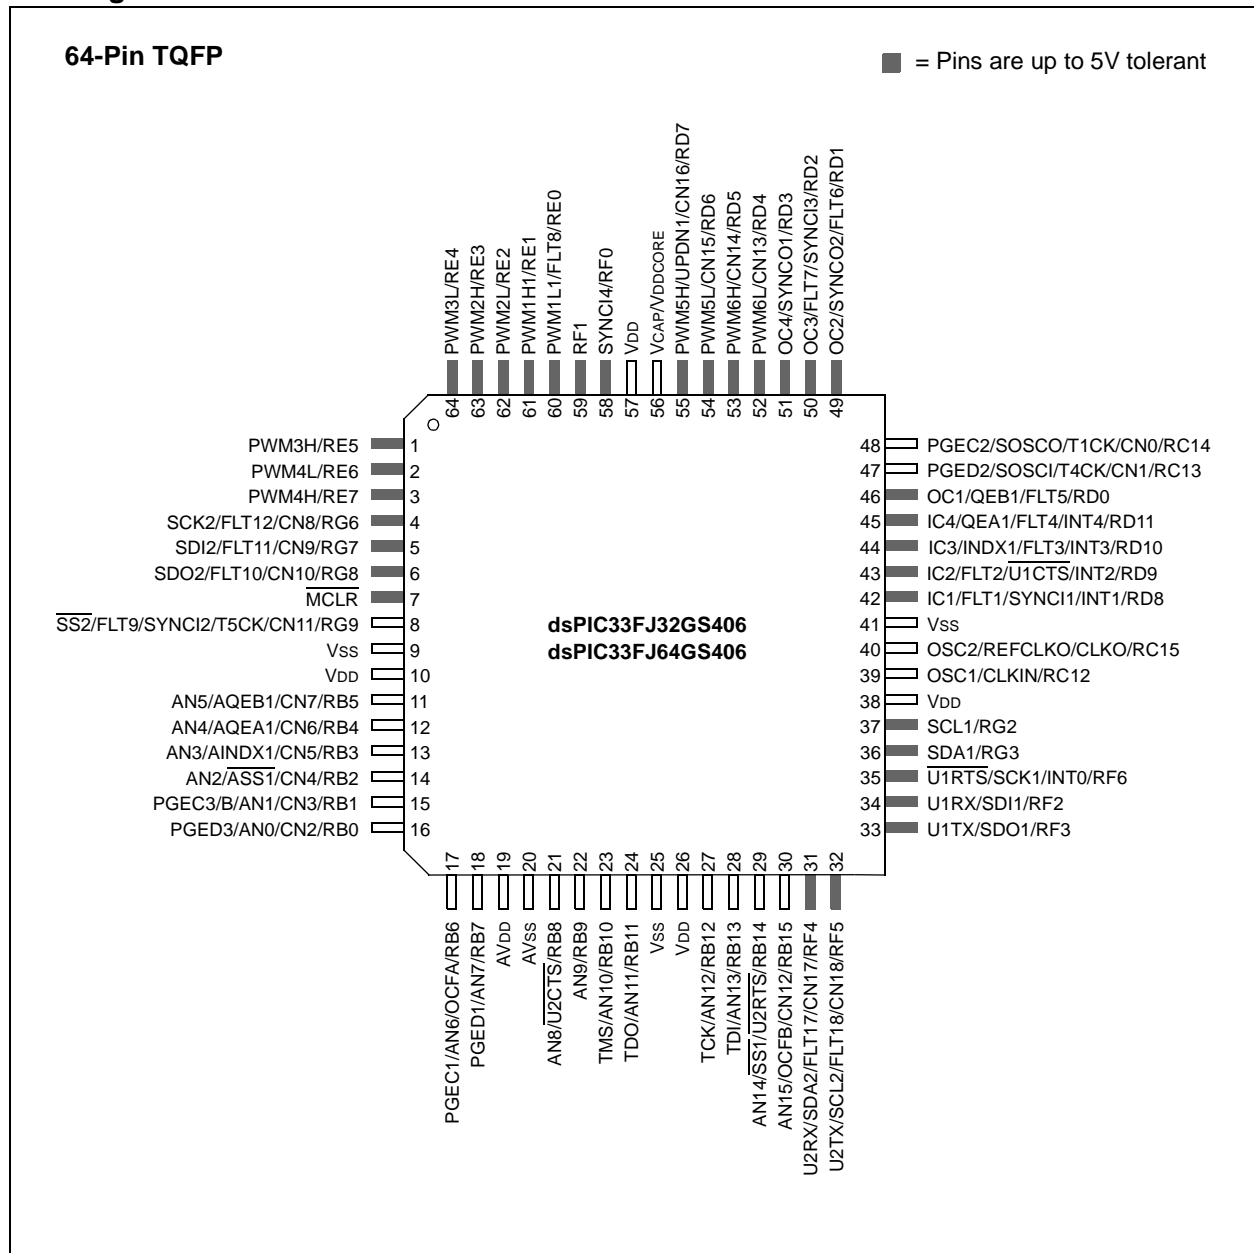 64-Pin TQFP
= Pins are up to 5V tolerant
64 PWM3L/RE4
63 PWM2H/RE3
62 PWM2L/RE2
61 PWM1H1/RE1
60 PWM1L1/FLT8/RE0
59 RF1
58 SYNCI4/RF0
57 VDD
56 VCAP/VDDCORE
55 PWM5H/UPDN1/CN16/RD7
54 PWM5L/CN15/RD6
53 PWM6H/CN14/RD5
52 PWM6L/CN13/RD4
51 OC4/SYNCO1/RD3
50 OC3/FLT7/SYNCI3/RD2
49 OC2/SYNCO2/FLT6/RD1
PWM3H/RE5 1
PWM4L/RE6 2
PWM4H/RE7 3
SCK2/FLT12/CN8/RG6 4
SDI2/FLT11/CN9/RG7 5
SDO2/FLT10/CN10/RG8 6
MCLR 7
SS2/FLT9/SYNCI2/T5CK/CN11/RG9 8
VSS 9
VDD 10
AN5/AQEB1/CN7/RB5 11
AN4/AQEA1/CN6/RB4 12
AN3/AINDX1/CN5/RB3 13
AN2/ASS1/CN4/RB2 14
PGEC3/B/AN1/CN3/RB1 15
PGED3/AN0/CN2/RB0 16
dsPIC33FJ32GS406
dsPIC33FJ64GS406
48 PGEC2/SOSCO/T1CK/CN0/RC14
47 PGED2/SOSCI/T4CK/CN1/RC13
46 OC1/QEB1/FLT5/RD0
45 IC4/QEA1/FLT4/INT4/RD11
44 IC3/INDX1/FLT3/INT3/RD10
43 IC2/FLT2/U1CTS/INT2/RD9
42 IC1/FLT1/SYNCI1/INT1/RD8
41 VSS
40 OSC2/REFCLKO/CLKO/RC15
39 OSC1/CLKIN/RC12
38 VDD
37 SCL1/RG2
36 SDA1/RG3
35 U1RTS/SCK1/INT0/RF6
34 U1RX/SDI1/RF2
33 U1TX/SDO1/RF3
17 PGEC1/AN6/OCFA/RB6
18 PGED1/AN7/RB7
19 AVDD
20 AVSS
21 AN8/U2CTS/RB8
22 AN9/RB9
23 TMS/AN10/RB10
24 TDO/AN11/RB11
25 VSS
26 VDD
27 TCK/AN12/RB12
28 TDI/AN13/RB13
29 AN14/SS1/U2RTS/RB14
30 AN15/OCFB/CN12/RB15
31 U2RX/SDA2/FLT17/CN17/RF4
32 U2TX/SCL2/FLT18/CN18/RF5